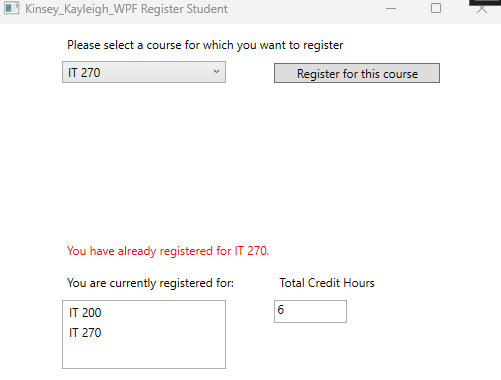 Kinsey_Kayleigh_WPF Register Student
Please select a course for which you want to register
IT 270
Register for this course
You have already registered for IT 270.
You are currently registered for:
Total Credit Hours
IT 200
6
IT 270